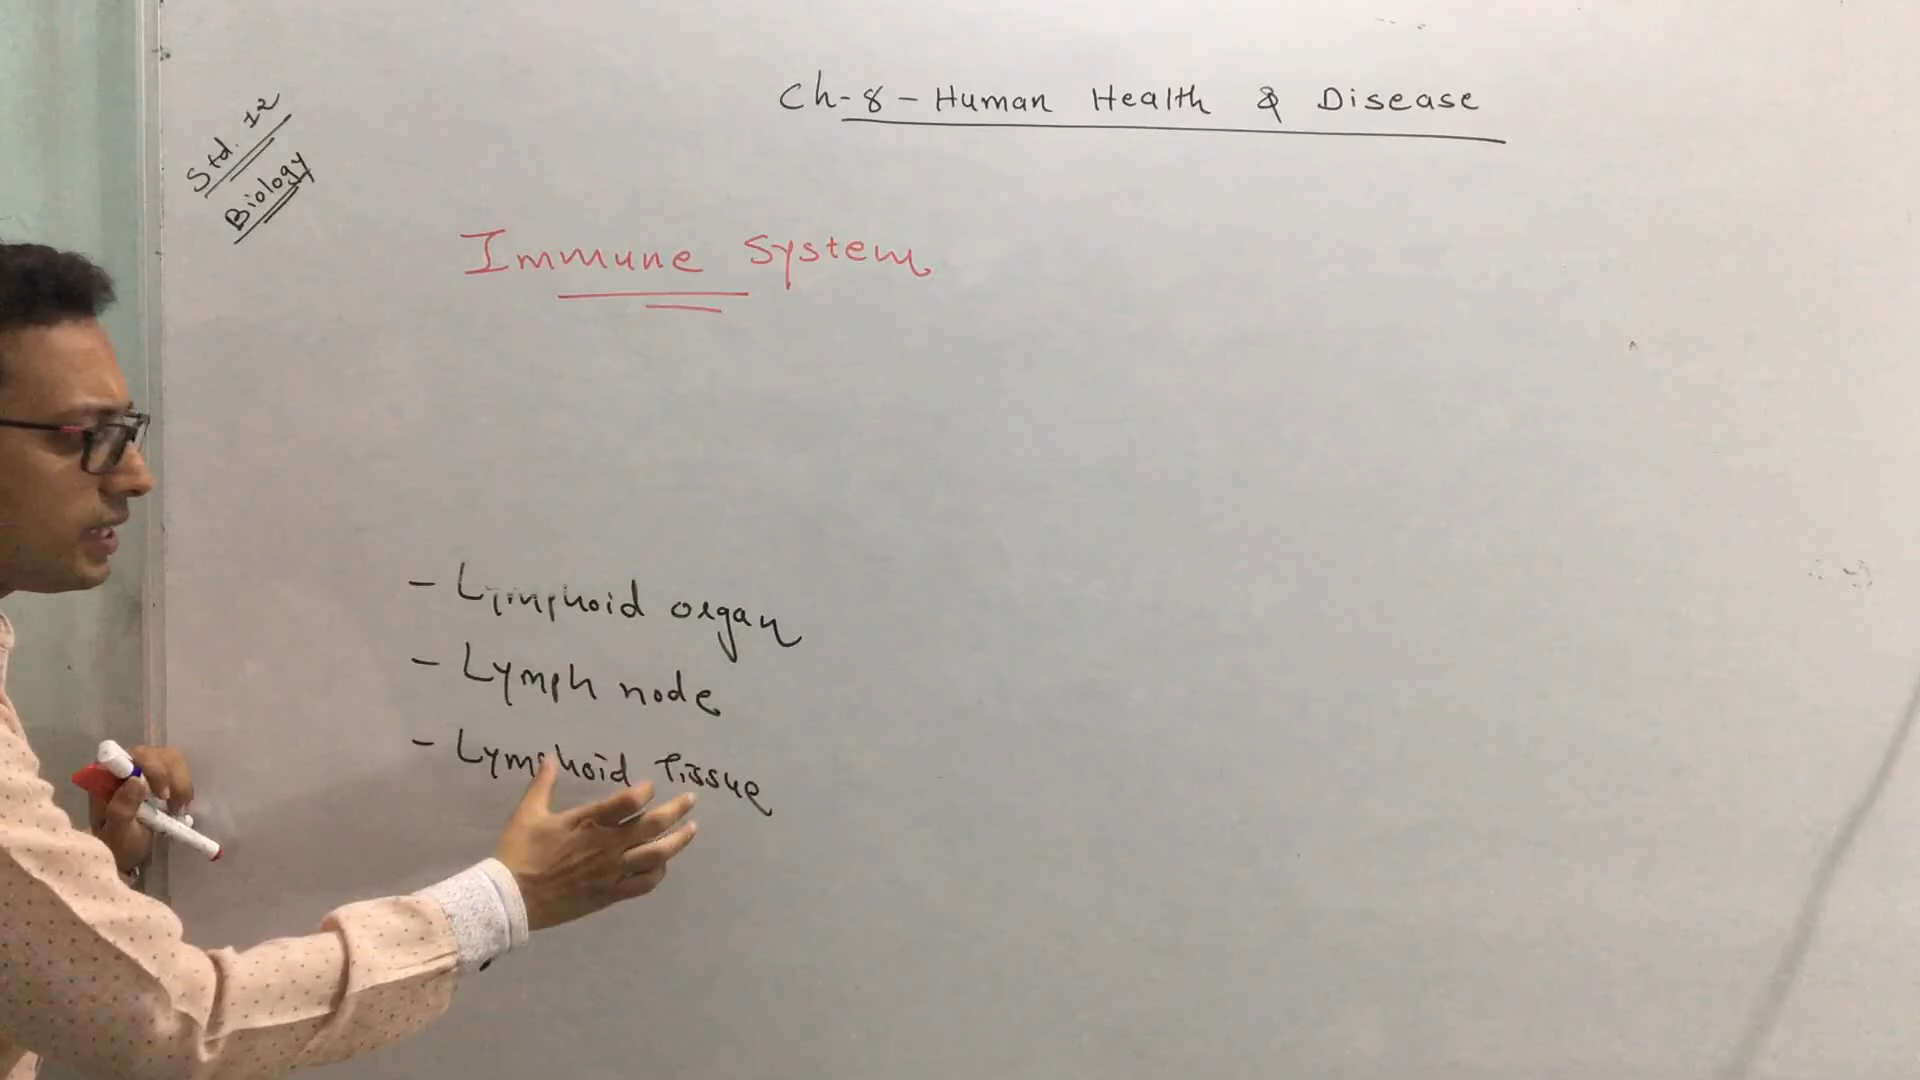 Std. 12
Biology
Ch-8 - Human Health & Disease
Immune System
- Lymphoid organ
- Lymph node
- Lymphoid Tissue